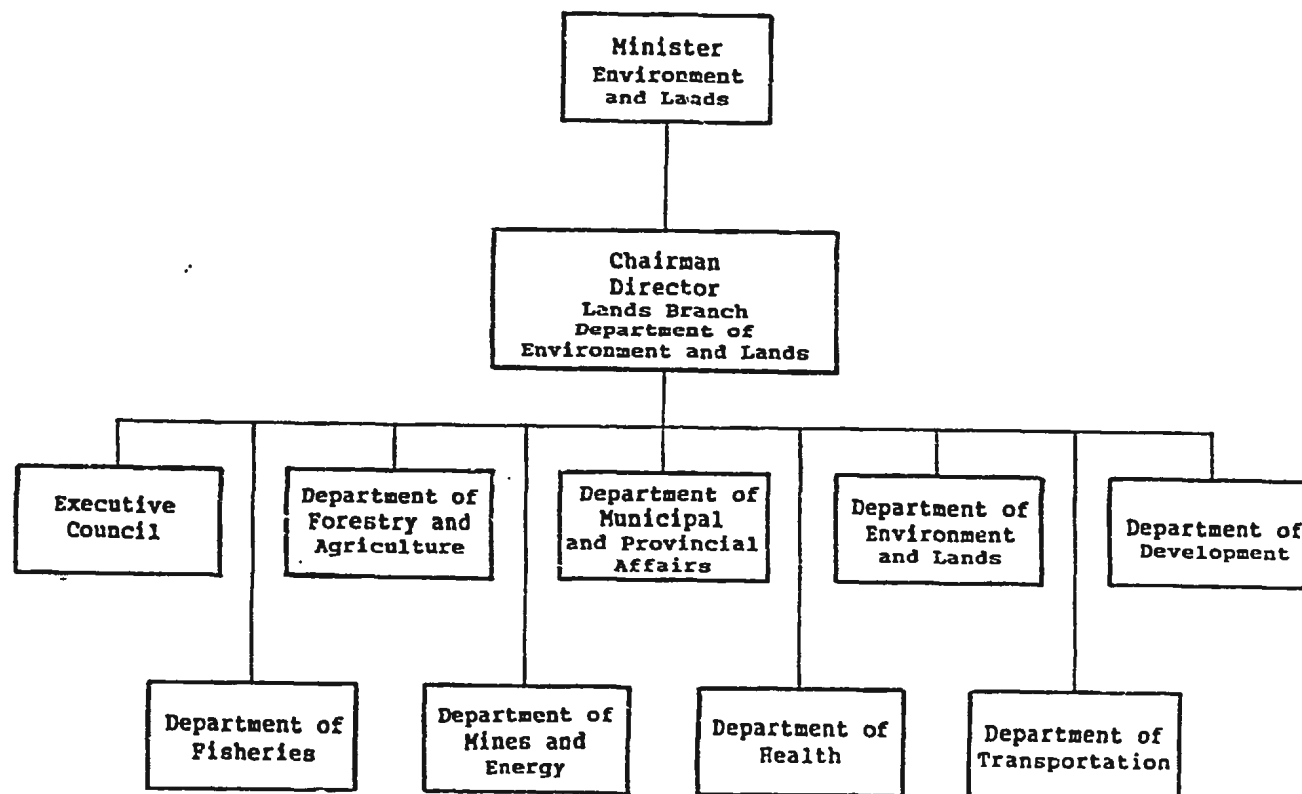 Minister
Environment
and Lands
Chairman
Director
Lands Branch
Department of
Environment and Lands
Executive
Council
Department of
Forestry and
Agriculture
Department of
Municipal
and Provincial
Affairs
Department of
Environment
and Lands
Department of
Development
Department of
Fisheries
Department of
Mines and
Energy
Department of
Health
Department of
Transportation